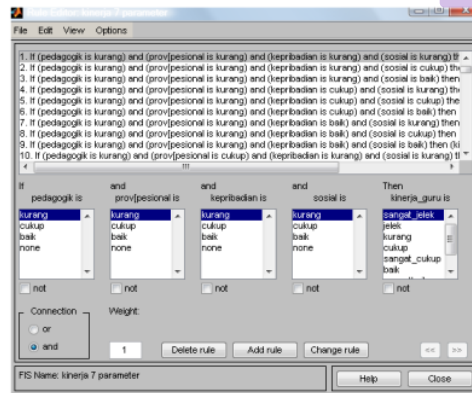 Rule Editor: kinerja 7 parameter
File Edit View Options
1. If (pedagogik is kurang) and (prov[pesional is kurang) and (kepribadian is kurang) and (sosial is kurang) th
2. If (pedagogik is kurang) and (prov[pesional is kurang) and (kepribadian is kurang) and (sosial is cukup) the
3. If (pedagogik is kurang) and (prov[pesional is kurang) and (kepribadian is kurang) and (sosial is baik) then
4. If (pedagogik is kurang) and (prov[pesional is kurang) and (kepribadian is cukup) and (sosial is kurang) the
5. If (pedagogik is kurang) and (prov[pesional is kurang) and (kepribadian is cukup) and (sosial is cukup) the
6. If (pedagogik is kurang) and (prov[pesional is kurang) and (kepribadian is cukup) and (sosial is baik) then
7. If (pedagogik is kurang) and (prov[pesional is kurang) and (kepribadian is baik) and (sosial is kurang) then
8. If (pedagogik is kurang) and (prov[pesional is kurang) and (kepribadian is baik) and (sosial is cukup) then
9. If (pedagogik is kurang) and (prov[pesional is kurang) and (kepribadian is baik) and (sosial is baik) then (ki
10. If (pedagogik is kurang) and (prov[pesional is cukup) and (kepribadian is kurang) and (sosial is kurang) tl
If and and and Then
pedagogik is prov[pesional is kepribadian is sosial is kinerja_guru is
kurang kurang kurang kurang sangat_jelek
cukup cukup cukup cukup jelek
baik baik baik baik kurang
none none none none cukup
sangat_cukup
baik
not not not not not
Connection Weight:
or
and 1 Delete rule Add rule Change rule << >>
FIS Name: kinerja 7 parameter Help Close